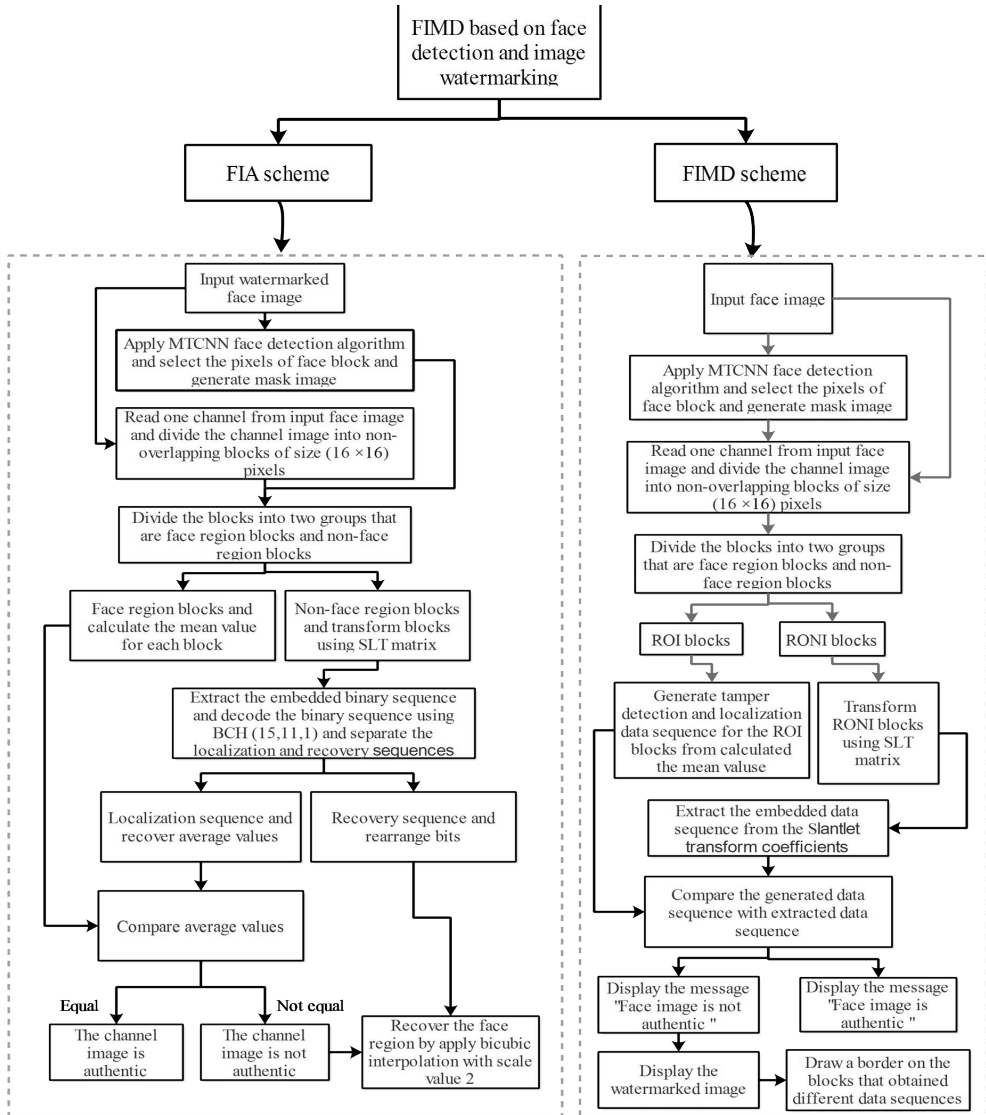 FIMD based on face
detection and image
watermarking
FIA scheme
FIMD scheme
Input watermarked
face image
Apply MTCNN face detection algorithm
and select the pixels of face block and
generate mask image
Read one channel from input face image
and divide the channel image into non-
overlapping blocks of size (16 ×16)
pixels
Divide the blocks into two groups that
are face region blocks and non-face
region blocks
Face region blocks and
calculate the mean value
for each block
Non-face region blocks
and transform blocks
using SLT matrix
Extract the embedded binary sequence
and decode the binary sequence using
BCH (15,11,1) and separate the
localization and recovery sequences
Localization sequence and
recover average values
Recovery sequence and
rearrange bits
Compare average values
Equal
Not equal
The channel
image is
authentic
The channel
image is not
authentic
Recover the face
region by apply bicubic
interpolation with scale
value 2
Input face image
Apply MTCNN face detection
algorithm and select the pixels of
face block and generate mask image
Read one channel from input face
image and divide the channel image
into non-overlapping blocks of size
(16 ×16) pixels
Divide the blocks into two groups
that are face region blocks and non-
face region blocks
ROI blocks
RONI blocks
Generate tamper
detection and localization
data sequence for the ROI
blocks from calculated
the mean valuse
Transform
RONI blocks
using SLT
matrix
Extract the embedded data
sequence from the Slantlet
transform coefficients
Compare the generated data
sequence with extracted data
sequence
Display the message
"Face image is not
authentic "
Display the message
"Face image is
authentic "
Display the
watermarked image
Draw a border on the
blocks that obtained
different data sequences